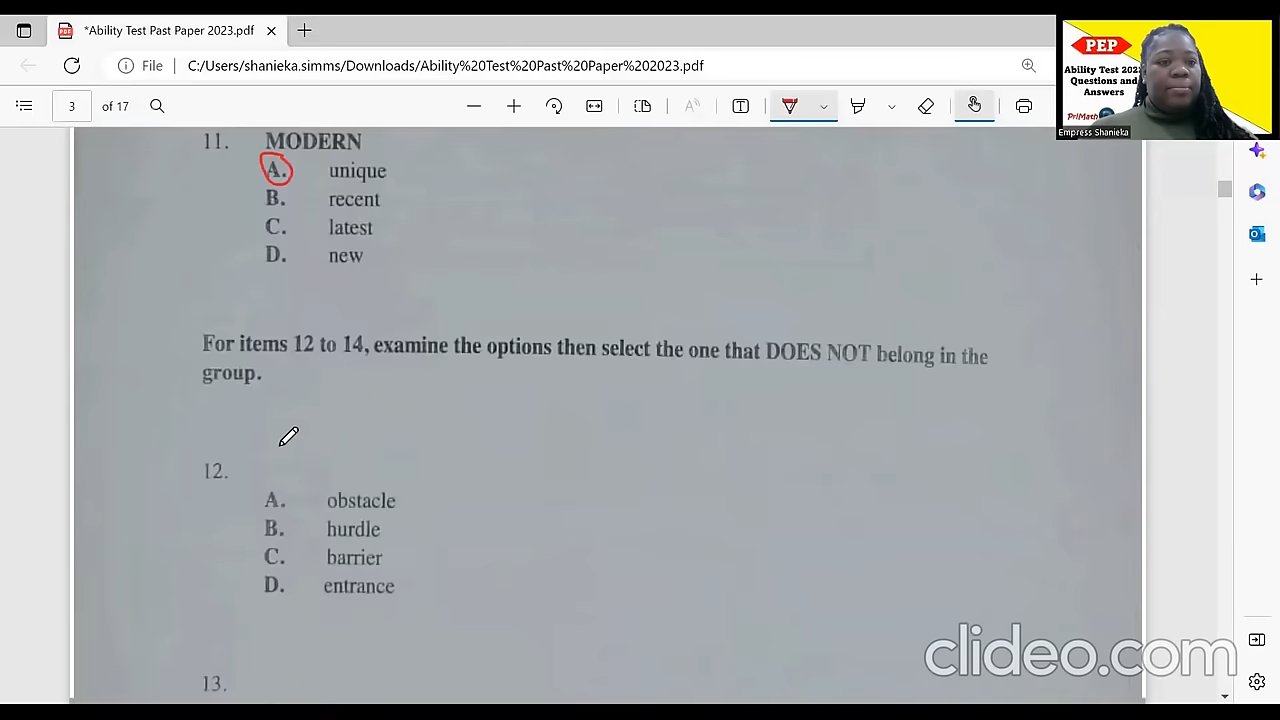 *Ability Test Past Paper 2023.pdf
File
C:/Users/shanieka.simms/Downloads/Ability%20Test%20Past%20Paper%202023.pdf
3 of 17
PEP
Ability Test 202
Questions and
Answers
PriMath
Empress Shanieka
11. MODERN
A. unique
B. recent
C. latest
D. new
For items 12 to 14, examine the options then select the one that DOES NOT belong in the
group.
12.
A. obstacle
B. hurdle
C. barrier
D. entrance
13.
clideo.com